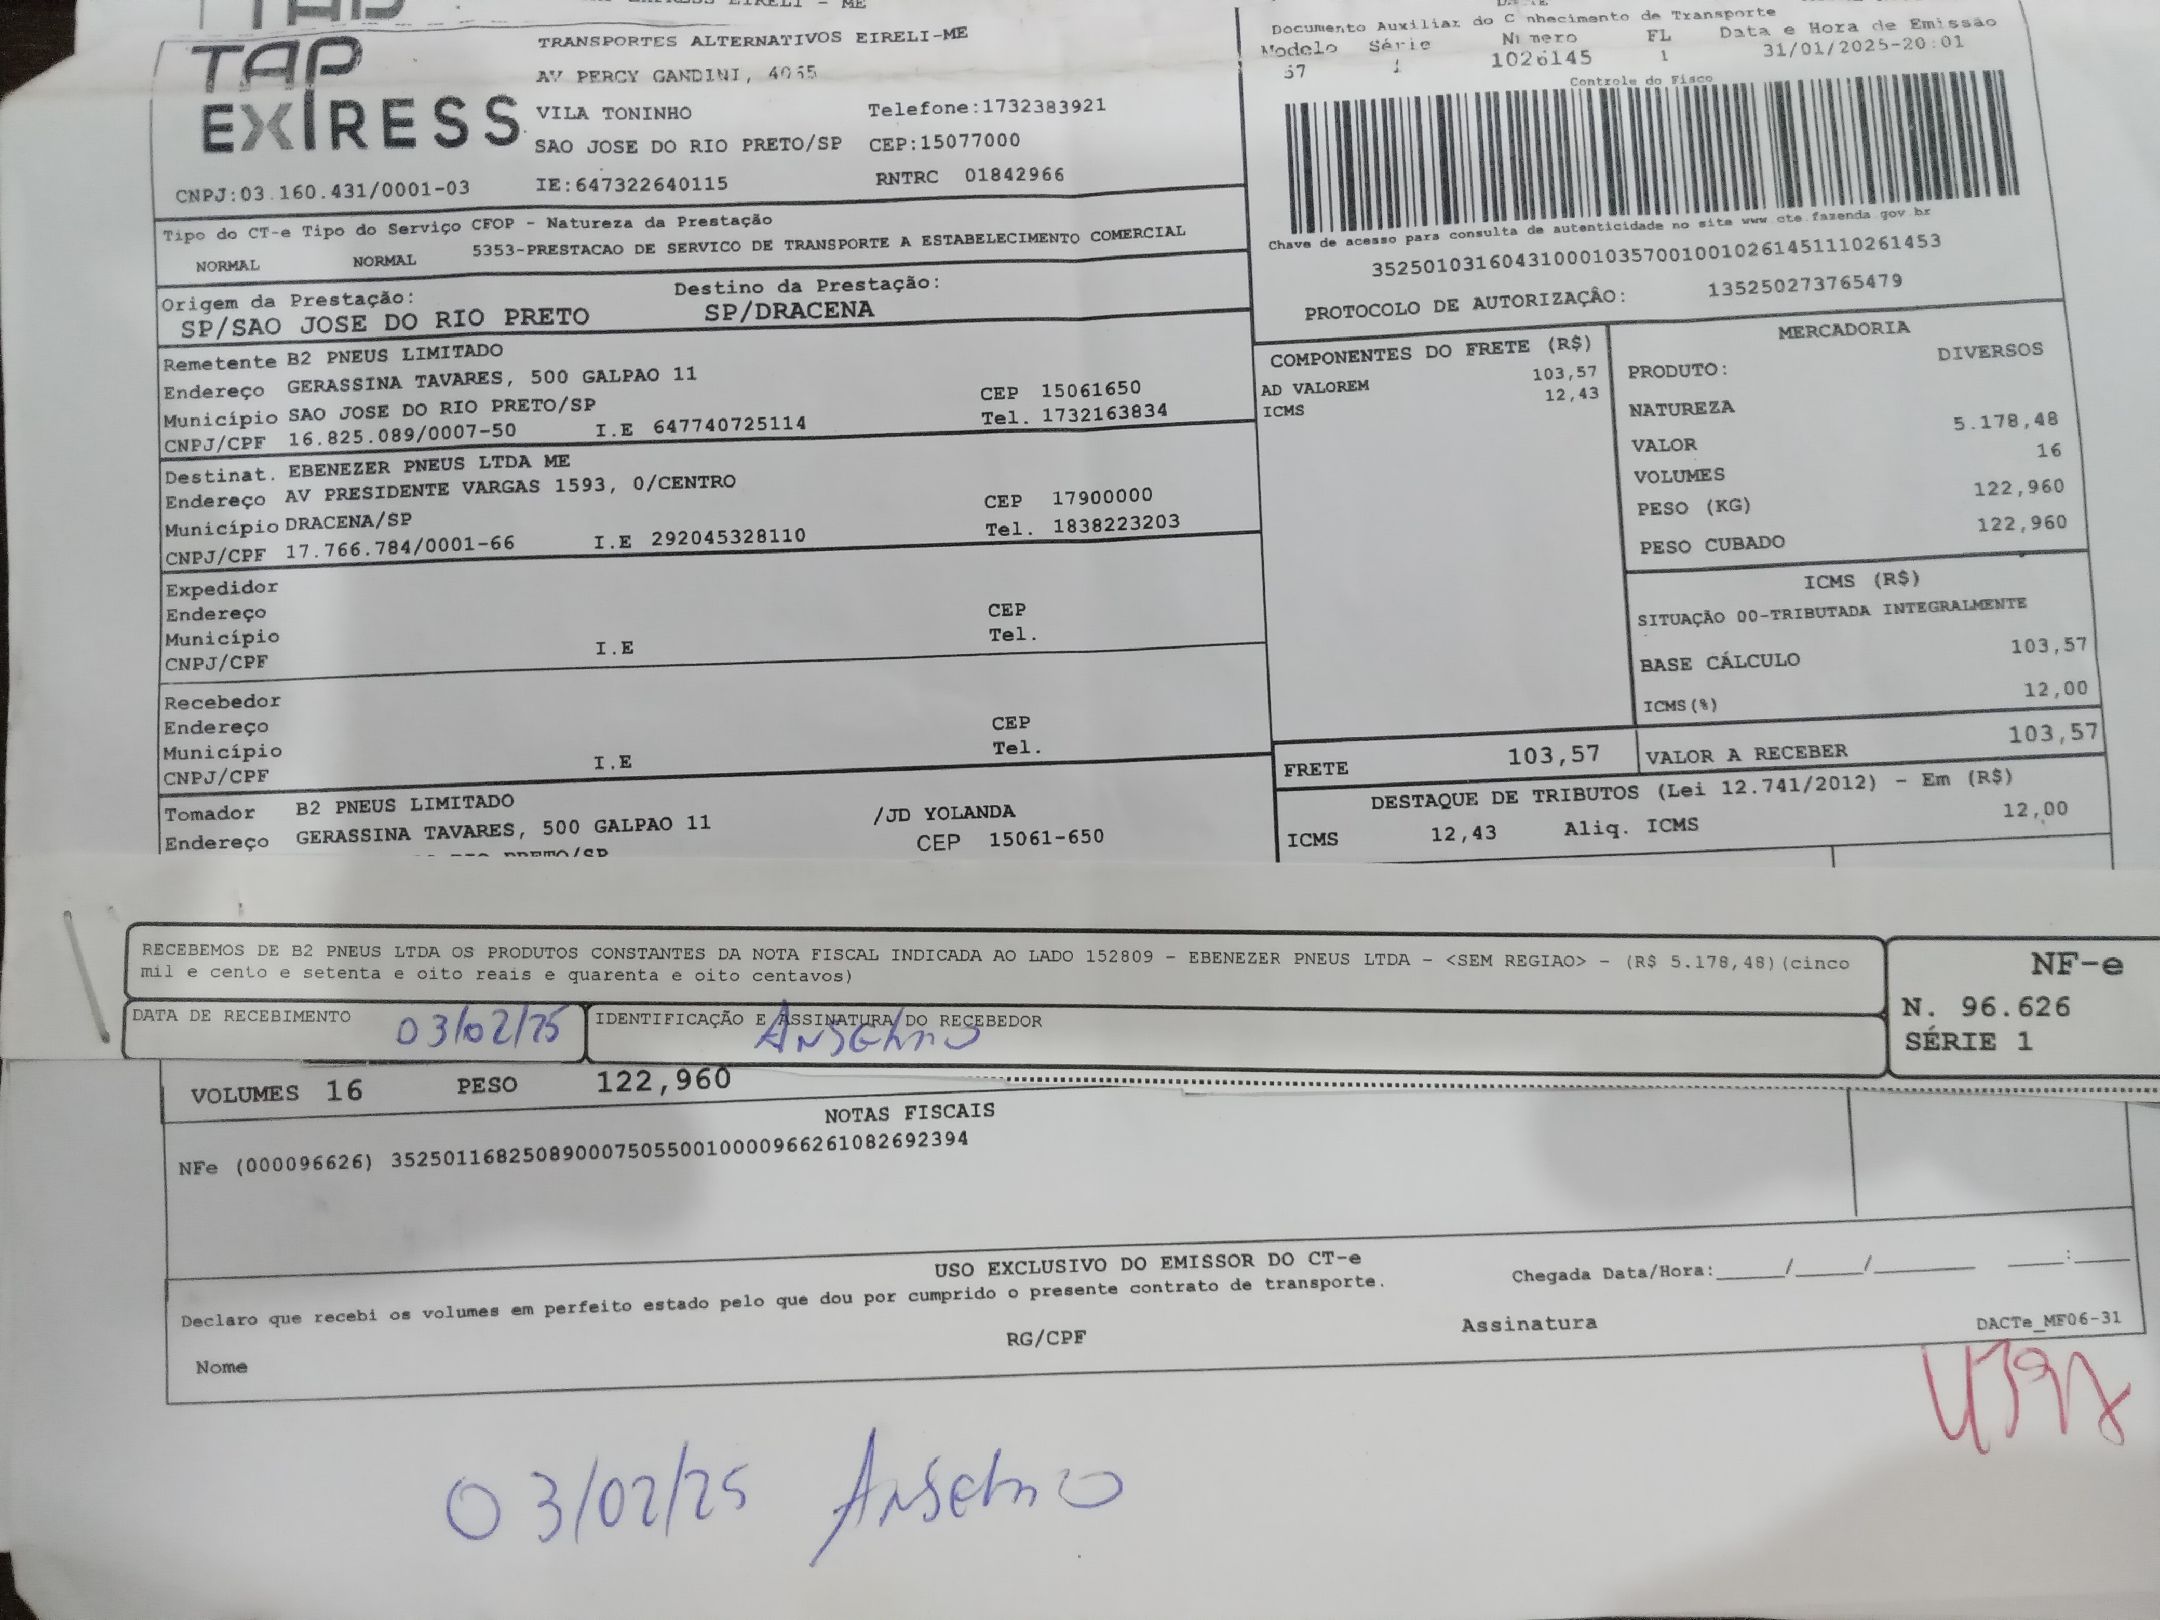 TAP
EXPRESS
TRANSPORTES ALTERNATIVOS EIRELI-ME
AV PERCY GANDINI, 4065
VILA TONINHO Telefone:1732383921
SAO JOSE DO RIO PRETO/SP CEP:15077000
CNPJ:03.160.431/0001-03 IE:647322640115 RNTRC 01842966
Documento Auxiliar do C nhecimento de Transporte
Modelo Série Número FL Data e Hora de Emissão
57 1 1026145 1 31/01/2025-20:01
Controle do Fisco
Chave de acesso para consulta de autenticidade no site www.cte.fazenda.gov.br
35250103160431000103570010010261451110261453
PROTOCOLO DE AUTORIZAÇÂO: 135250273765479
Tipo do CT-e Tipo do Serviço CFOP - Natureza da Prestação
NORMAL NORMAL 5353-PRESTACAO DE SERVICO DE TRANSPORTE A ESTABELECIMENTO COMERCIAL
Origem da Prestação: Destino da Prestação:
SP/SAO JOSE DO RIO PRETO SP/DRACENA
Remetente B2 PNEUS LIMITADO
Endereço GERASSINA TAVARES, 500 GALPAO 11 CEP 15061650
Município SAO JOSE DO RIO PRETO/SP Tel. 1732163834
CNPJ/CPF 16.825.089/0007-50 I.E 647740725114
Destinat. EBENEZER PNEUS LTDA ME
Endereço AV PRESIDENTE VARGAS 1593, 0/CENTRO CEP 17900000
Município DRACENA/SP Tel. 1838223203
CNPJ/CPF 17.766.784/0001-66 I.E 292045328110
Expedidor
Endereço CEP
Município Tel.
CNPJ/CPF I.E
Recebedor
Endereço CEP
Município Tel.
CNPJ/CPF I.E
Tomador B2 PNEUS LIMITADO /JD YOLANDA
Endereço GERASSINA TAVARES, 500 GALPAO 11 CEP 15061-650
COMPONENTES DO FRETE (R$)
AD VALOREM 103,57
ICMS 12,43
MERCADORIA
PRODUTO: DIVERSOS
NATUREZA
VALOR 5.178,48
VOLUMES 16
PESO (KG) 122,960
PESO CUBADO 122,960
ICMS (R$)
SITUAÇÃO 00-TRIBUTADA INTEGRALMENTE
BASE CÁLCULO 103,57
ICMS(%) 12,00
FRETE 103,57 VALOR A RECEBER 103,57
DESTAQUE DE TRIBUTOS (Lei 12.741/2012) - Em (R$)
ICMS 12,43 Aliq. ICMS 12,00
RECEBEMOS DE B2 PNEUS LTDA OS PRODUTOS CONSTANTES DA NOTA FISCAL INDICADA AO LADO 152809 - EBENEZER PNEUS LTDA - <SEM REGIAO> - (R$ 5.178,48)(cinco
mil e cento e setenta e oito reais e quarenta e oito centavos)
DATA DE RECEBIMENTO 03/02/25 IDENTIFICAÇÃO E ASSINATURA DO RECEBEDOR Anselmo
NF-e
N. 96.626
SÉRIE 1
VOLUMES 16 PESO 122,960
NOTAS FISCAIS
NFe (000096626) 35250116825089000750550010000966261082692394
USO EXCLUSIVO DO EMISSOR DO CT-e
Declaro que recebi os volumes em perfeito estado pelo que dou por cumprido o presente contrato de transporte. Chegada Data/Hora:_____/_____/_______ ____:____
Nome RG/CPF Assinatura DACTe_MF06-31
03/02/25 Anselmo